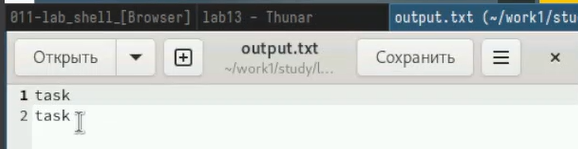 011-lab_shell_[Browser] lab13 - Thunar output.txt (~/work1/stu
Открыть output.txt Сохранить
~/work1/study/l...
1 task
2 task